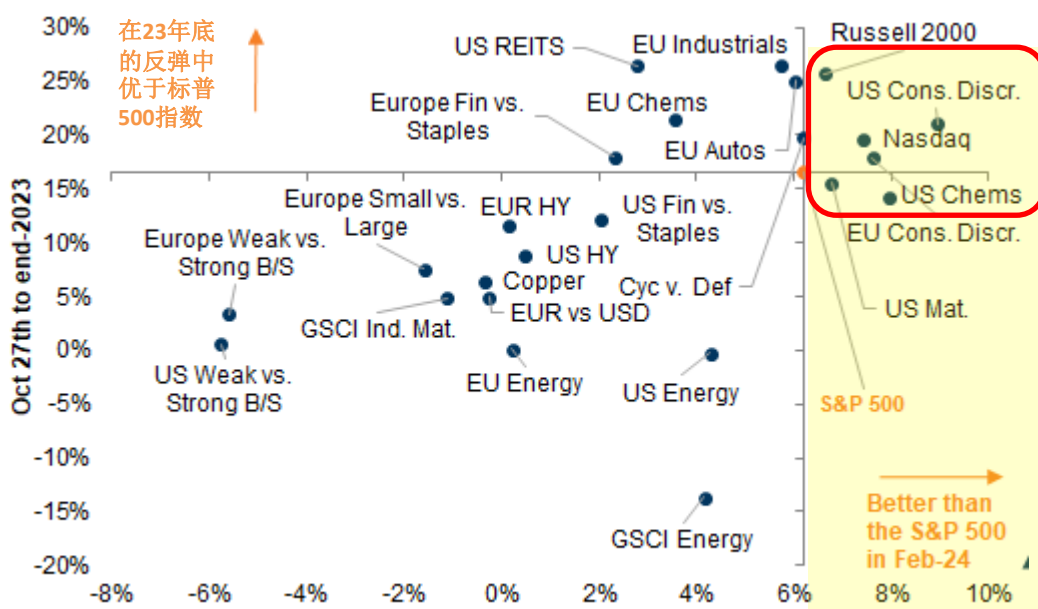 30%
25%
20%
15%
10%
5%
0%
-5%
-10%
-15%
-20%
Oct 27th to end-2023
在23年底
的反弹中
优于标普
500指数
US REITS
EU Industrials
Russell 2000
US Cons. Discr.
Europe Fin vs.
Staples
EU Chems
EU Autos
Nasdaq
US Chems
Europe Small vs.
Large
EUR HY
US Fin vs.
Staples
EU Cons. Discr.
Europe Weak vs.
Strong B/S
US HY
Copper
Cyc v. Def
GSCI Ind. Mat.
EUR vs USD
US Mat.
US Weak vs.
Strong B/S
EU Energy
US Energy
S&P 500
GSCI Energy
Better than
the S&P 500
in Feb-24
-8%
-6%
-4%
-2%
0%
2%
4%
6%
8%
10%